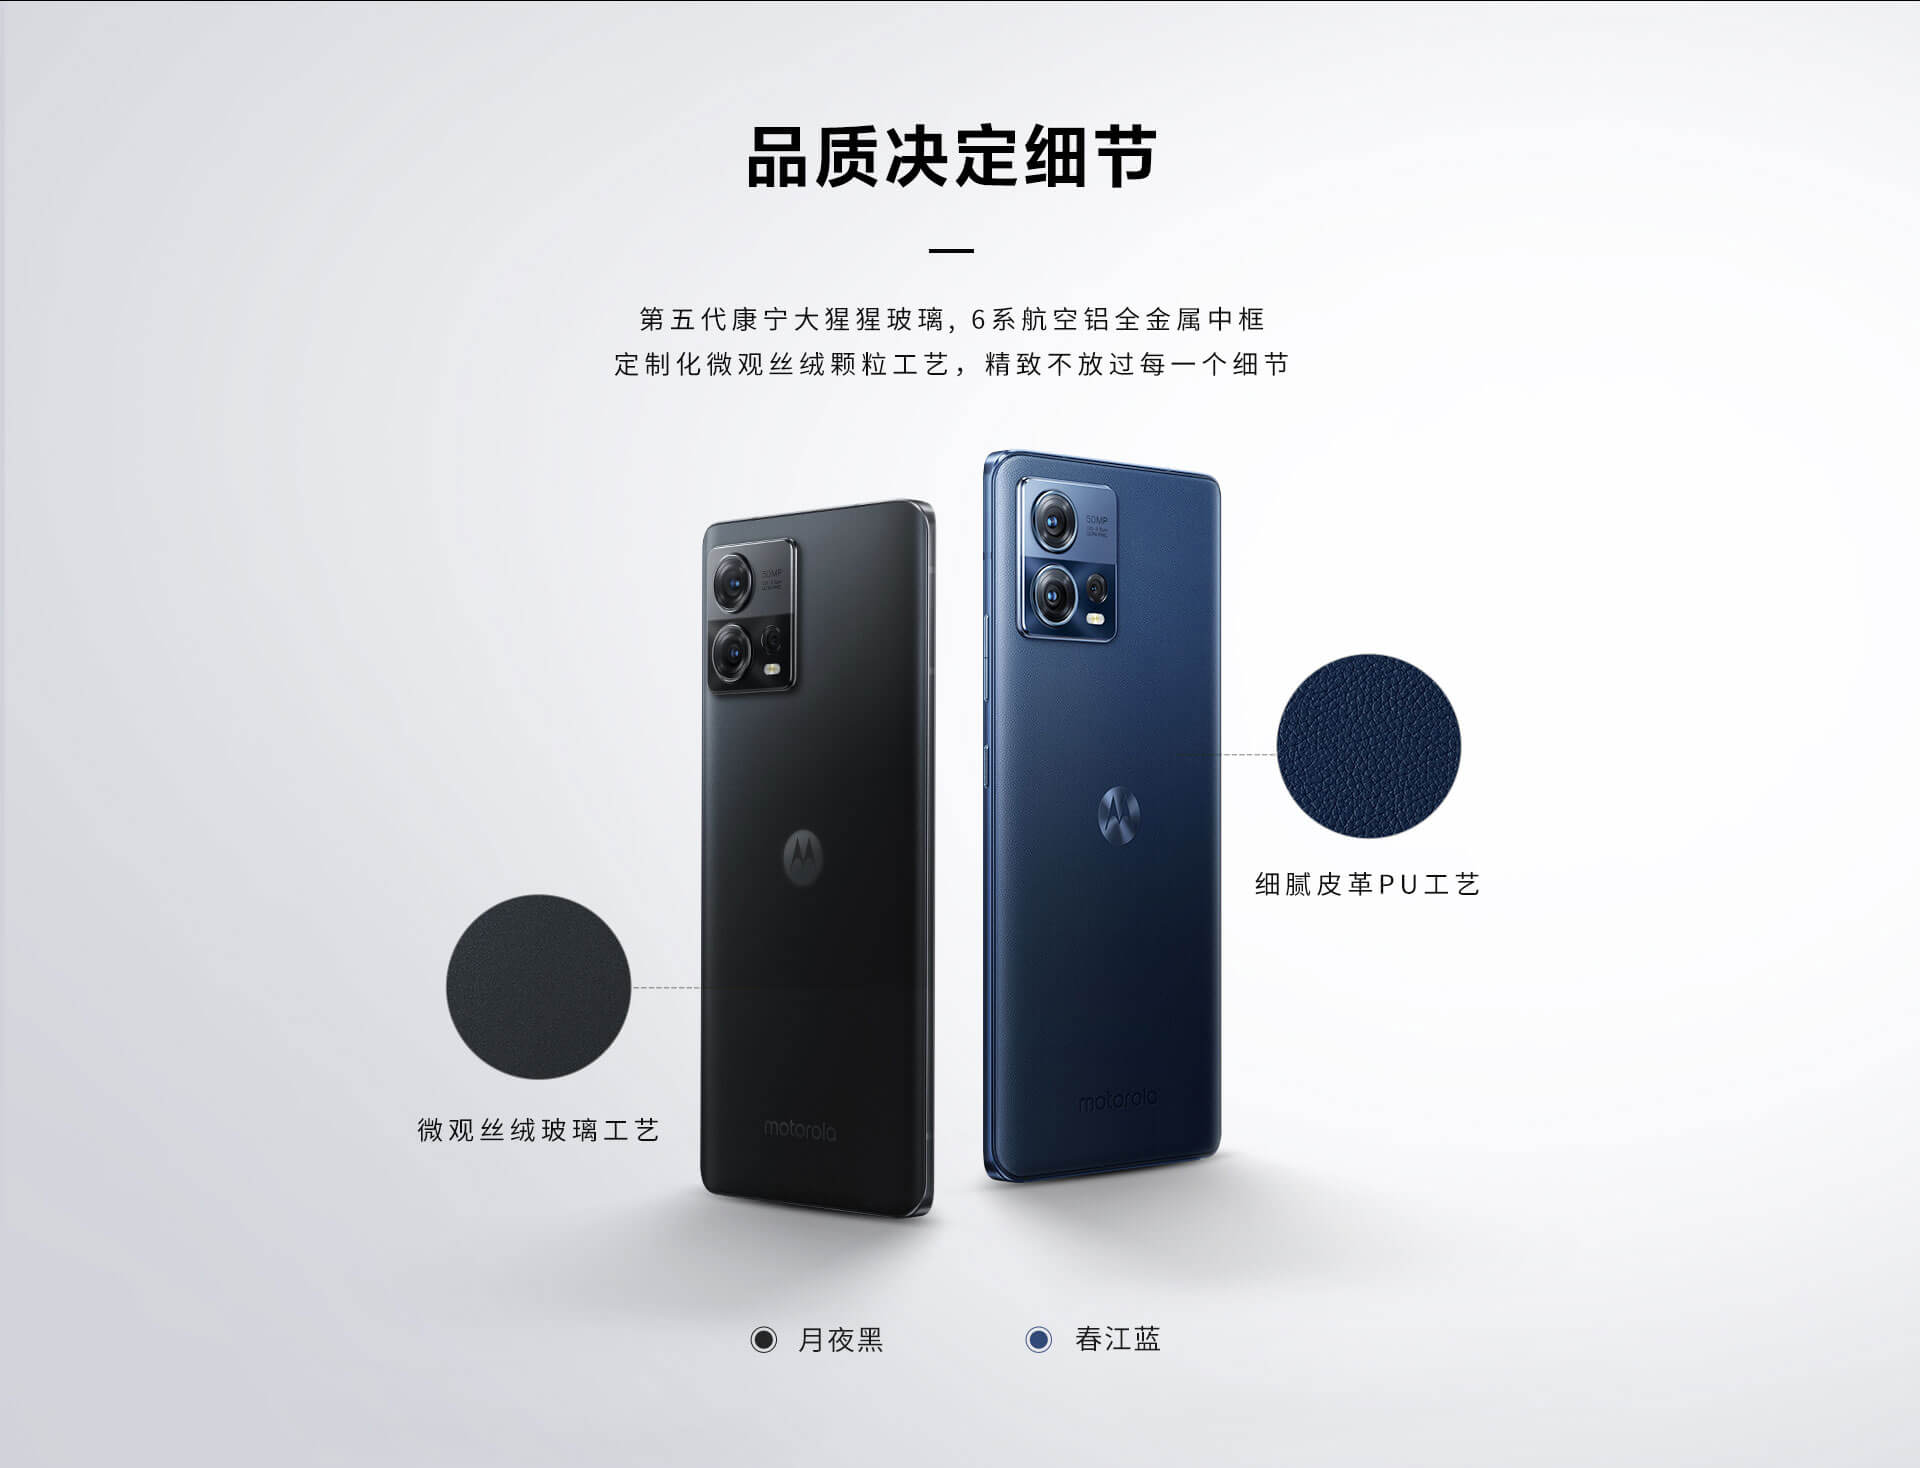 品质决定细节
第五代康宁大猩猩玻璃, 6系航空铝全金属中框
定制化微观丝绒颗粒工艺，精致不放过每一个细节
50MP
50MP
细腻皮革PU工艺
motorola
微观丝绒玻璃工艺
motorola
月夜黑
春江蓝